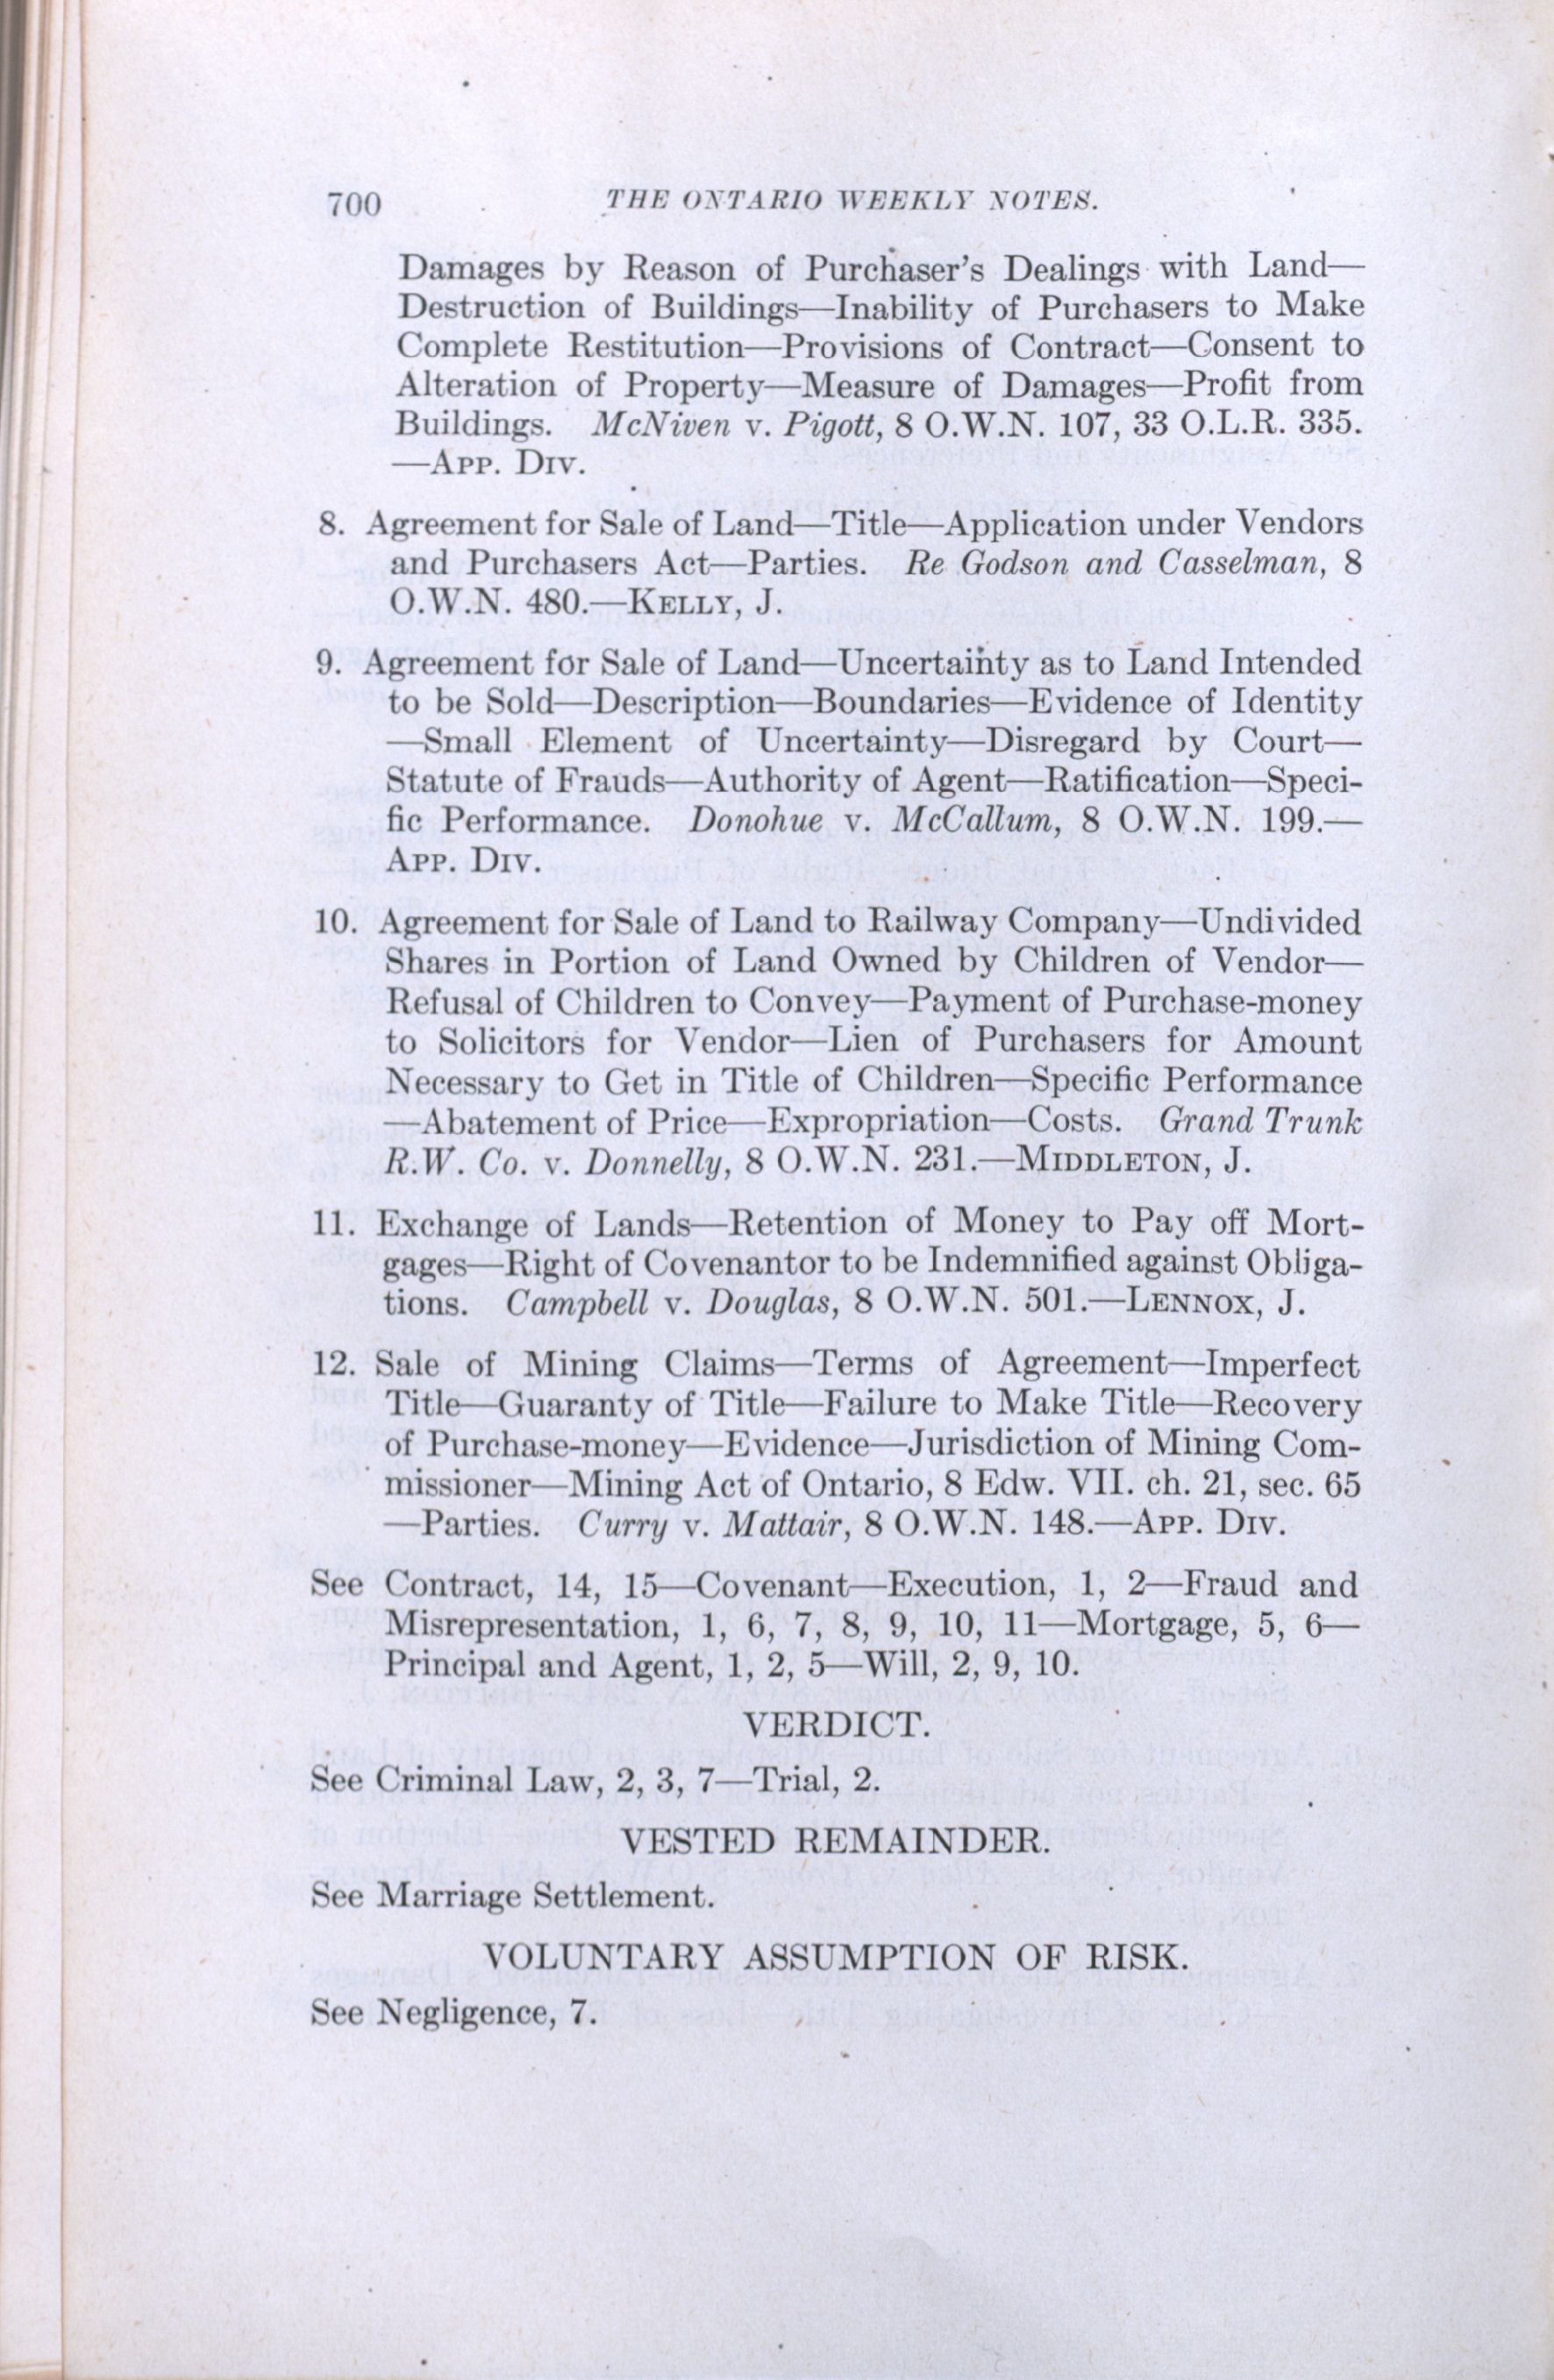 700 THE ONTARIO WEEKLY NOTES.
Damages by Reason of Purchaser's Dealings with Land—
Destruction of Buildings—Inability of Purchasers to Make
Complete Restitution—Provisions of Contract—Consent to
Alteration of Property—Measure of Damages—Profit from
Buildings. McNiven v. Pigott, 8 O.W.N. 107, 33 O.L.R. 335.
—App. Div.
8. Agreement for Sale of Land—Title—Application under Vendors
and Purchasers Act—Parties. Re Godson and Casselman, 8
O.W.N. 480.—Kelly, J.
9. Agreement for Sale of Land—Uncertainty as to Land Intended
to be Sold—Description—Boundaries—Evidence of Identity
—Small Element of Uncertainty—Disregard by Court—
Statute of Frauds—Authority of Agent—Ratification—Speci-
fic Performance. Donohue v. McCallum, 8 O.W.N. 199.—
App. Div.
10. Agreement for Sale of Land to Railway Company—Undivided
Shares in Portion of Land Owned by Children of Vendor—
Refusal of Children to Convey—Payment of Purchase-money
to Solicitors for Vendor—Lien of Purchasers for Amount
Necessary to Get in Title of Children—Specific Performance
—Abatement of Price—Expropriation—Costs. Grand Trunk
R.W. Co. v. Donnelly, 8 O.W.N. 231.—Middleton, J.
11. Exchange of Lands—Retention of Money to Pay off Mort-
gages—Right of Covenantor to be Indemnified against Obliga-
tions. Campbell v. Douglas, 8 O.W.N. 501.—Lennox, J.
12. Sale of Mining Claims—Terms of Agreement—Imperfect
Title—Guaranty of Title—Failure to Make Title—Recovery
of Purchase-money—Evidence—Jurisdiction of Mining Com-
missioner—Mining Act of Ontario, 8 Edw. VII. ch. 21, sec. 65
—Parties. Curry v. Mattair, 8 O.W.N. 148.—App. Div.
See Contract, 14, 15—Covenant—Execution, 1, 2—Fraud and
Misrepresentation, 1, 6, 7, 8, 9, 10, 11—Mortgage, 5, 6—
Principal and Agent, 1, 2, 5—Will, 2, 9, 10.
VERDICT.
See Criminal Law, 2, 3, 7—Trial, 2.
VESTED REMAINDER.
See Marriage Settlement.
VOLUNTARY ASSUMPTION OF RISK.
See Negligence, 7.